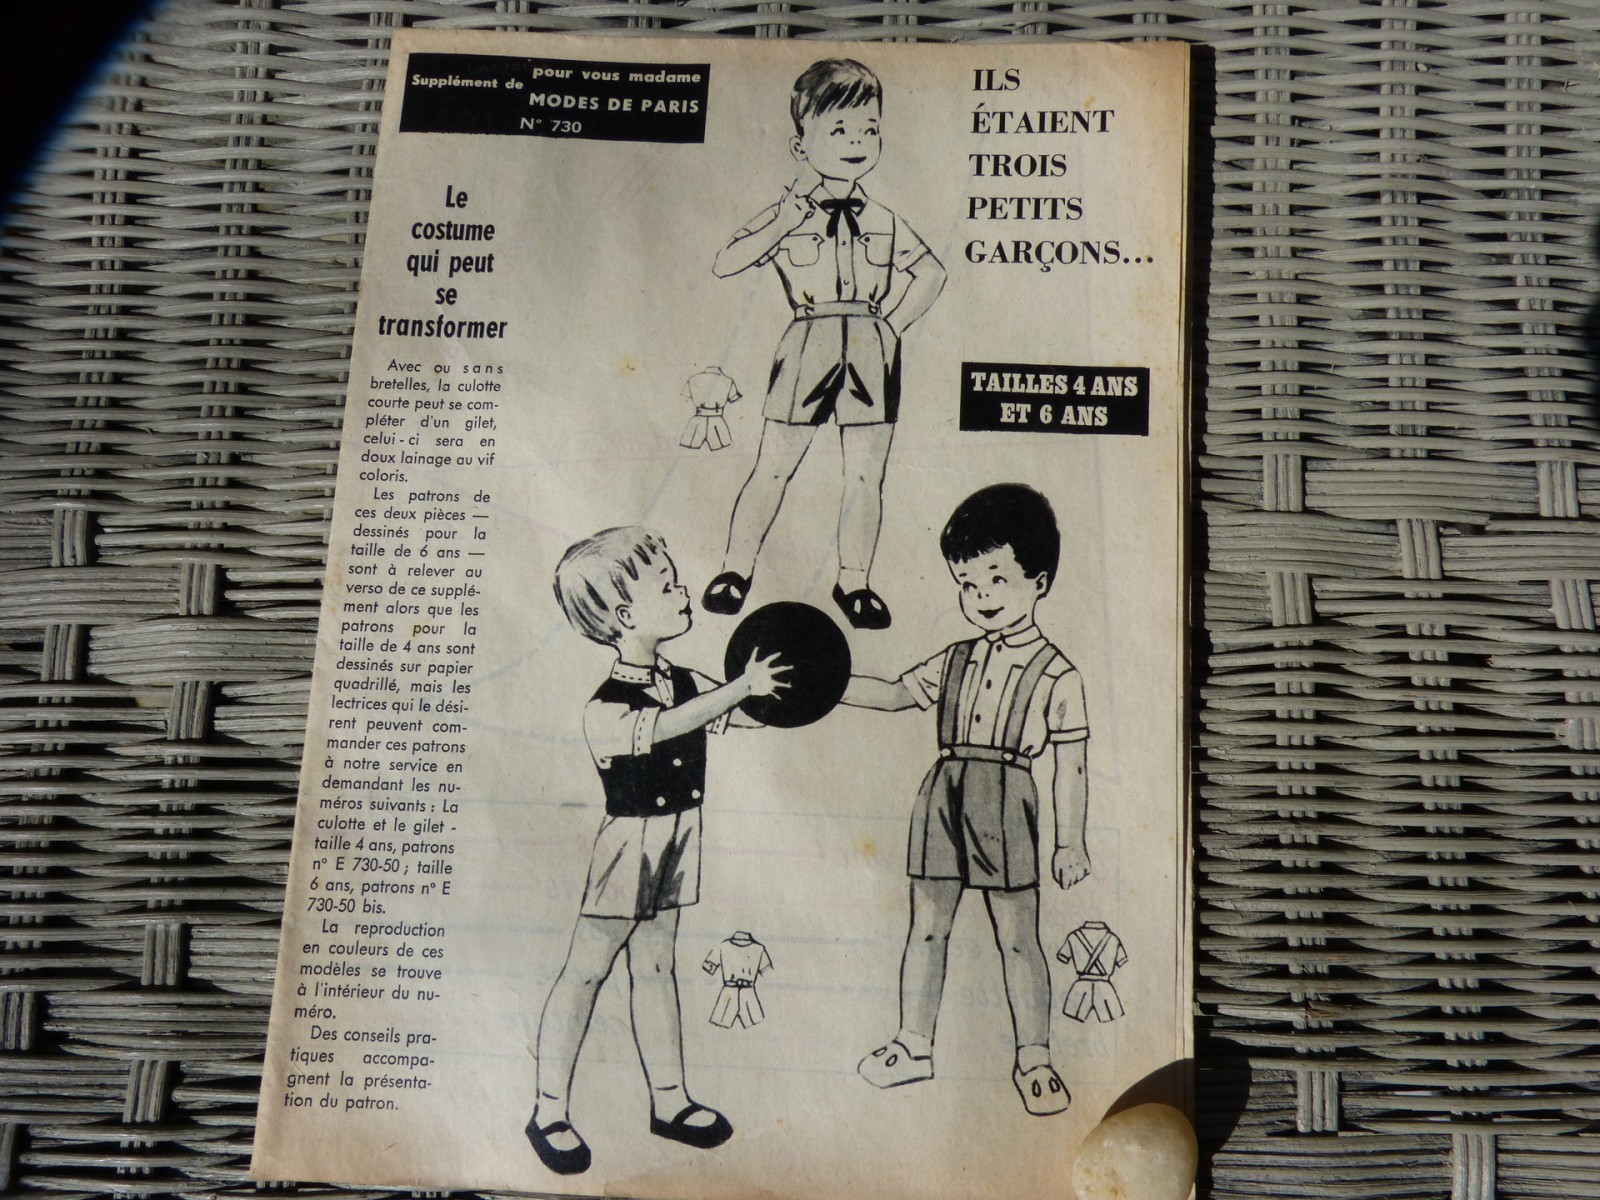 Supplément de pour vous madame
MODES DE PARIS
N° 730
ILS
ÉTAIENT
TROIS
PETITS
GARÇONS...
TAILLES 4 ANS
ET 6 ANS
Le
costume
qui peut
se
transformer
Avec ou sans
bretelles, la culotte
courte peut se com-
pléter d'un gilet,
celui-ci sera en
doux lainage au vif
coloris.
Les patrons de
ces deux pièces —
dessinés pour la
taille de 6 ans —
sont à relever au
verso de ce supplé-
ment alors que les
patrons pour la
taille de 4 ans sont
dessinés sur papier
quadrillé, mais les
lectrices qui le dési-
rent peuvent com-
mander ces patrons
à notre service en
demandant les nu-
méros suivants : La
culotte et le gilet -
taille 4 ans, patrons
n° E 730-50 ; taille
6 ans, patrons n° E
730-50 bis.
La reproduction
en couleurs de ces
modèles se trouve
à l'intérieur du nu-
méro.
Des conseils pra-
tiques accompa-
gnent la présenta-
tion du patron.